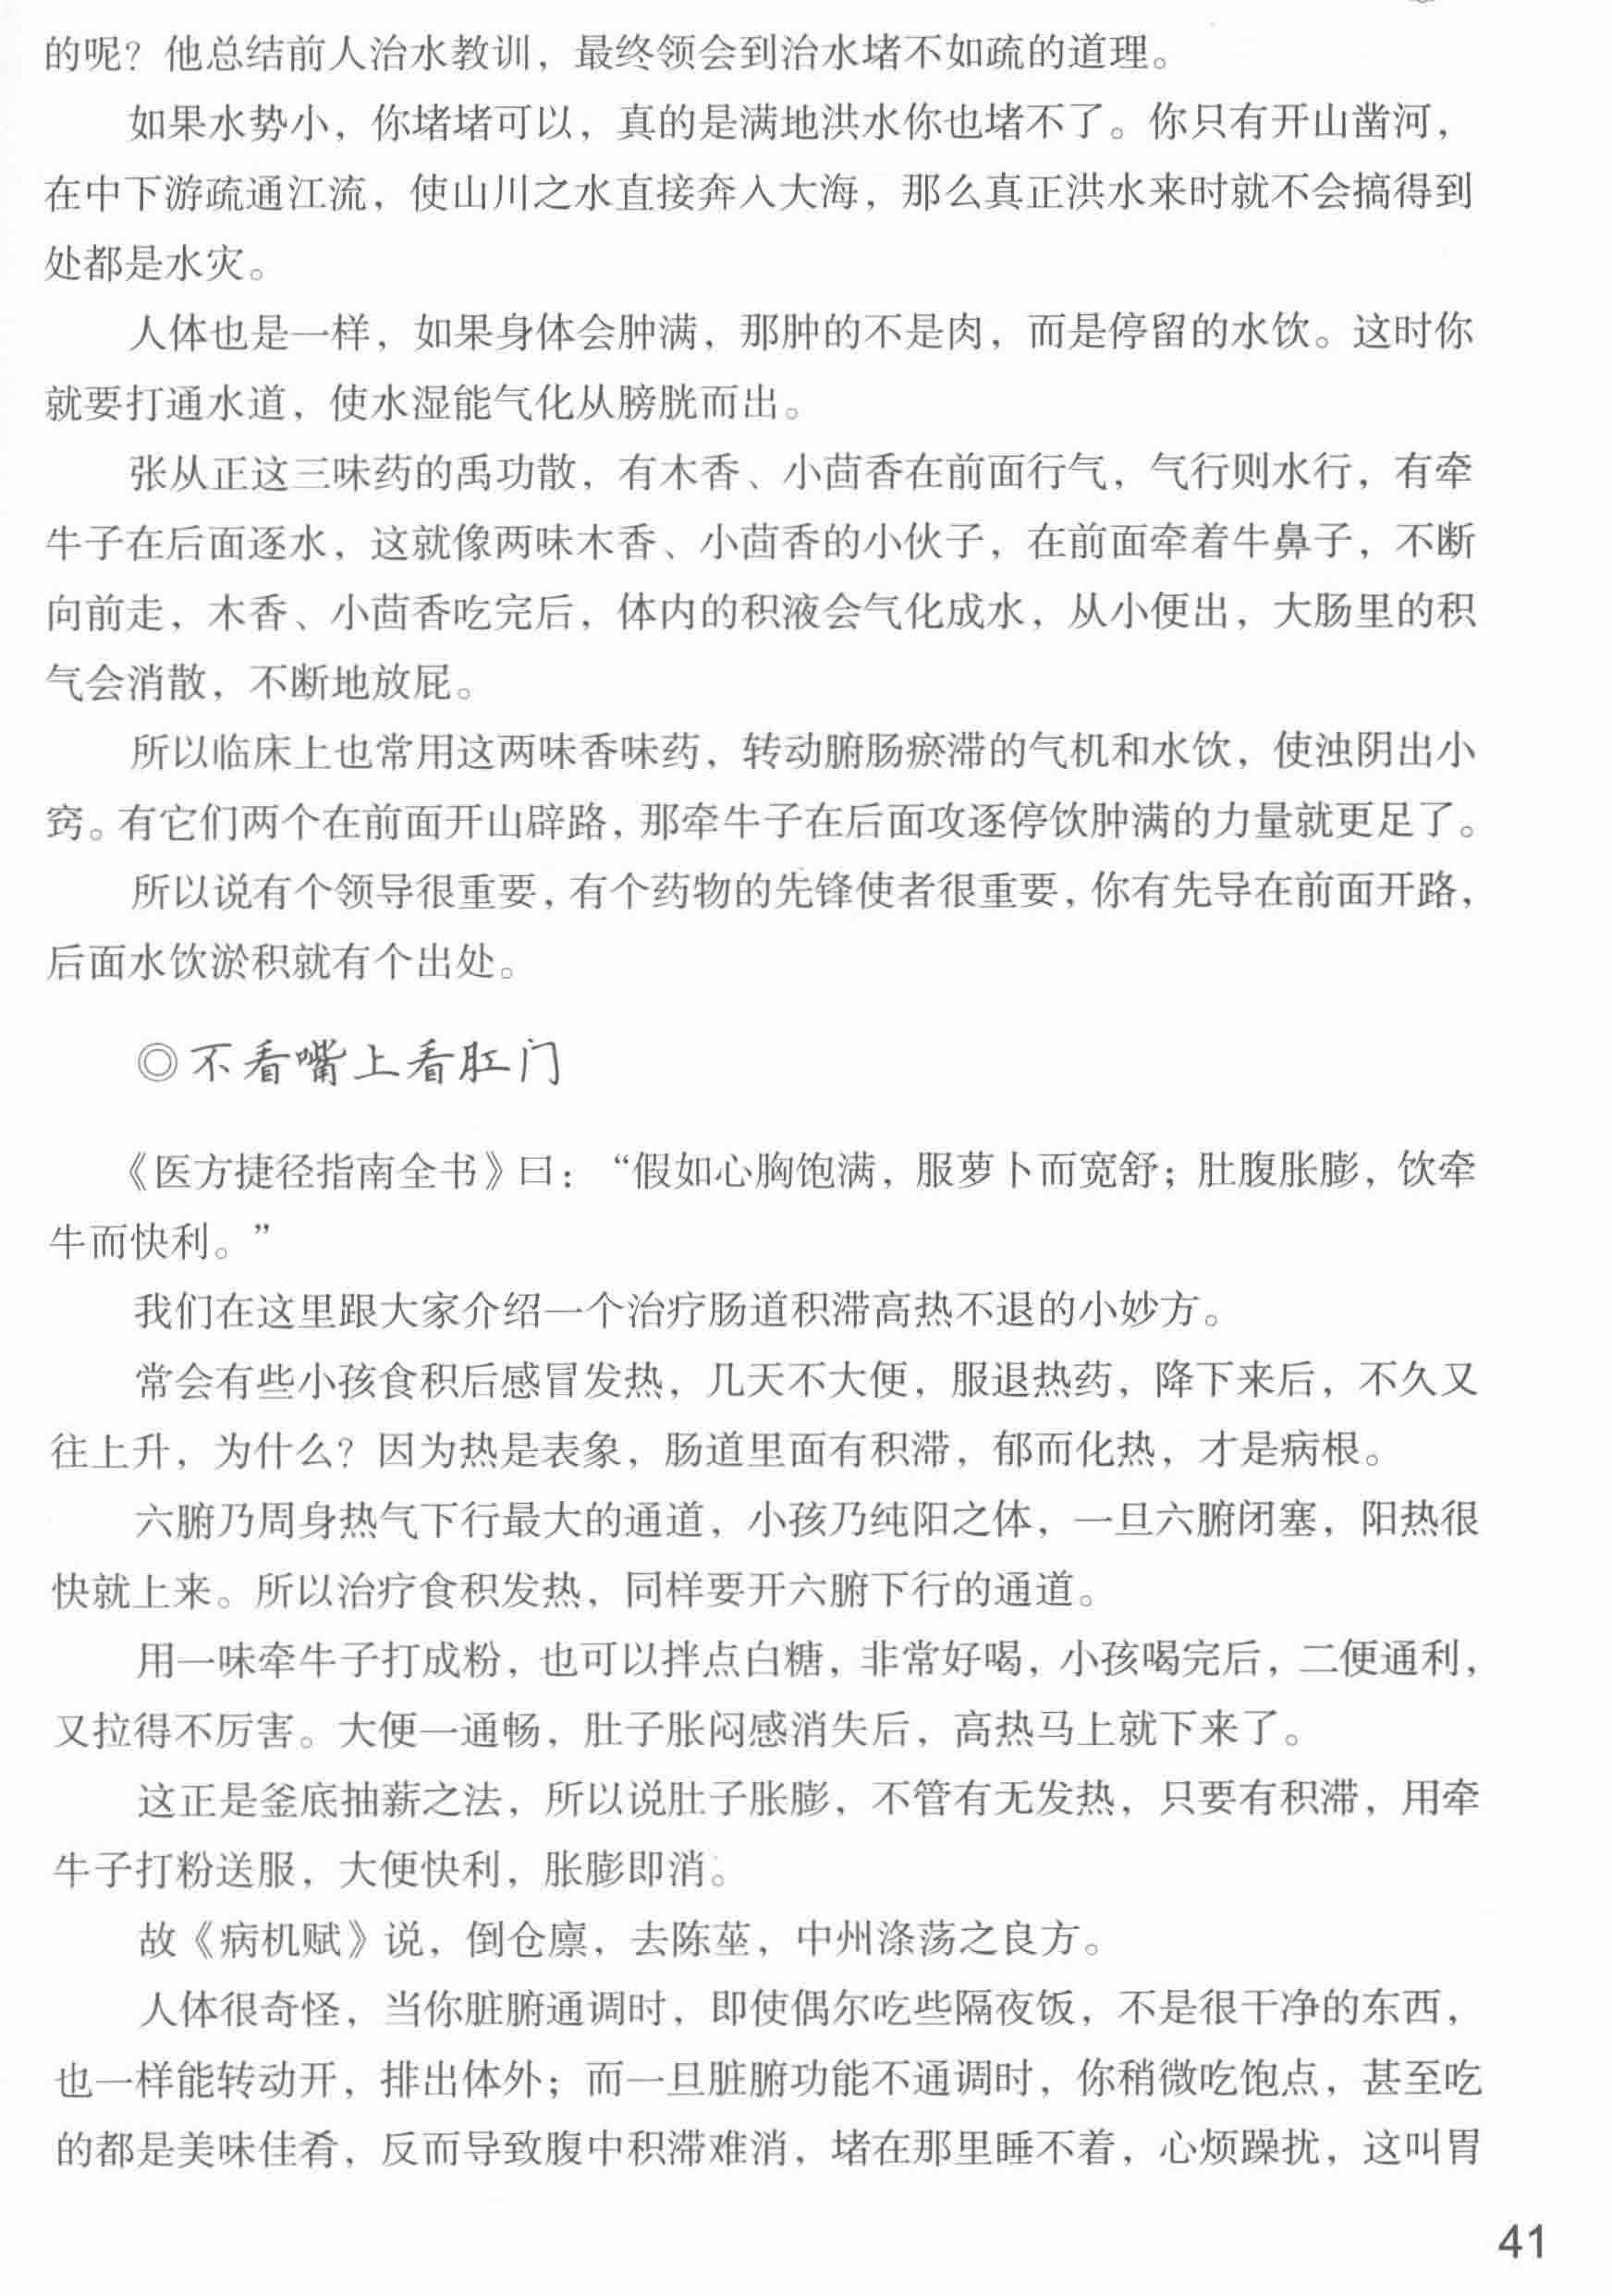 的呢？他总结前人治水教训，最终领会到治水堵不如疏的道理。
如果水势小，你堵堵可以，真的是满地洪水你也堵不了。你只有开山凿河，
在中下游疏通江流，使山川之水直接奔入大海，那么真正洪水来时就不会搞得到
处都是水灾。
人体也是一样，如果身体会肿满，那肿的不是肉，而是停留的水饮。这时你
就要打通水道，使水湿能气化从膀胱而出。
张从正这三味药的禹功散，有木香、小茴香在前面行气，气行则水行，有牵
牛子在后面逐水，这就像两味木香、小茴香的小伙子，在前面牵着牛鼻子，不断
向前走，木香、小茴香吃完后，体内的积液会气化成水，从小便出，大肠里的积
气会消散，不断地放屁。
所以临床上也常用这两味香味药，转动腑肠瘀滞的气机和水饮，使浊阴出小
窍。有它们两个在前面开山辟路，那牵牛子在后面攻逐停饮肿满的力量就更足了。
所以说有个领导很重要，有个药物的先锋使者很重要，你有先导在前面开路，
后面水饮淤积就有个出处。
◎不看嘴上看肛门
《医方捷径指南全书》曰：“假如心胸饱满，服萝卜而宽舒；肚腹胀膨，饮牵
牛而快利。”
我们在这里跟大家介绍一个治疗肠道积滞高热不退的小妙方。
常会有些小孩食积后感冒发热，几天不大便，服退热药，降下来后，不久又
往上升，为什么？因为热是表象，肠道里面有积滞，郁而化热，才是病根。
六腑乃周身热气下行最大的通道，小孩乃纯阳之体，一旦六腑闭塞，阳热很
快就上来。所以治疗食积发热，同样要开六腑下行的通道。
用一味牵牛子打成粉，也可以拌点白糖，非常好喝，小孩喝完后，二便通利，
又拉得不厉害。大便一通畅，肚子胀闷感消失后，高热马上就下来了。
这正是釜底抽薪之法，所以说肚子胀膨，不管有无发热，只要有积滞，用牵
牛子打粉送服，大便快利，胀膨即消。
故《病机赋》说，倒仓廪，去陈莝，中州涤荡之良方。
人体很奇怪，当你脏腑通调时，即使偶尔吃些隔夜饭，不是很干净的东西，
也一样能转动开，排出体外；而一旦脏腑功能不通调时，你稍微吃饱点，甚至吃
的都是美味佳肴，反而导致腹中积滞难消，堵在那里睡不着，心烦躁扰，这叫胃
41